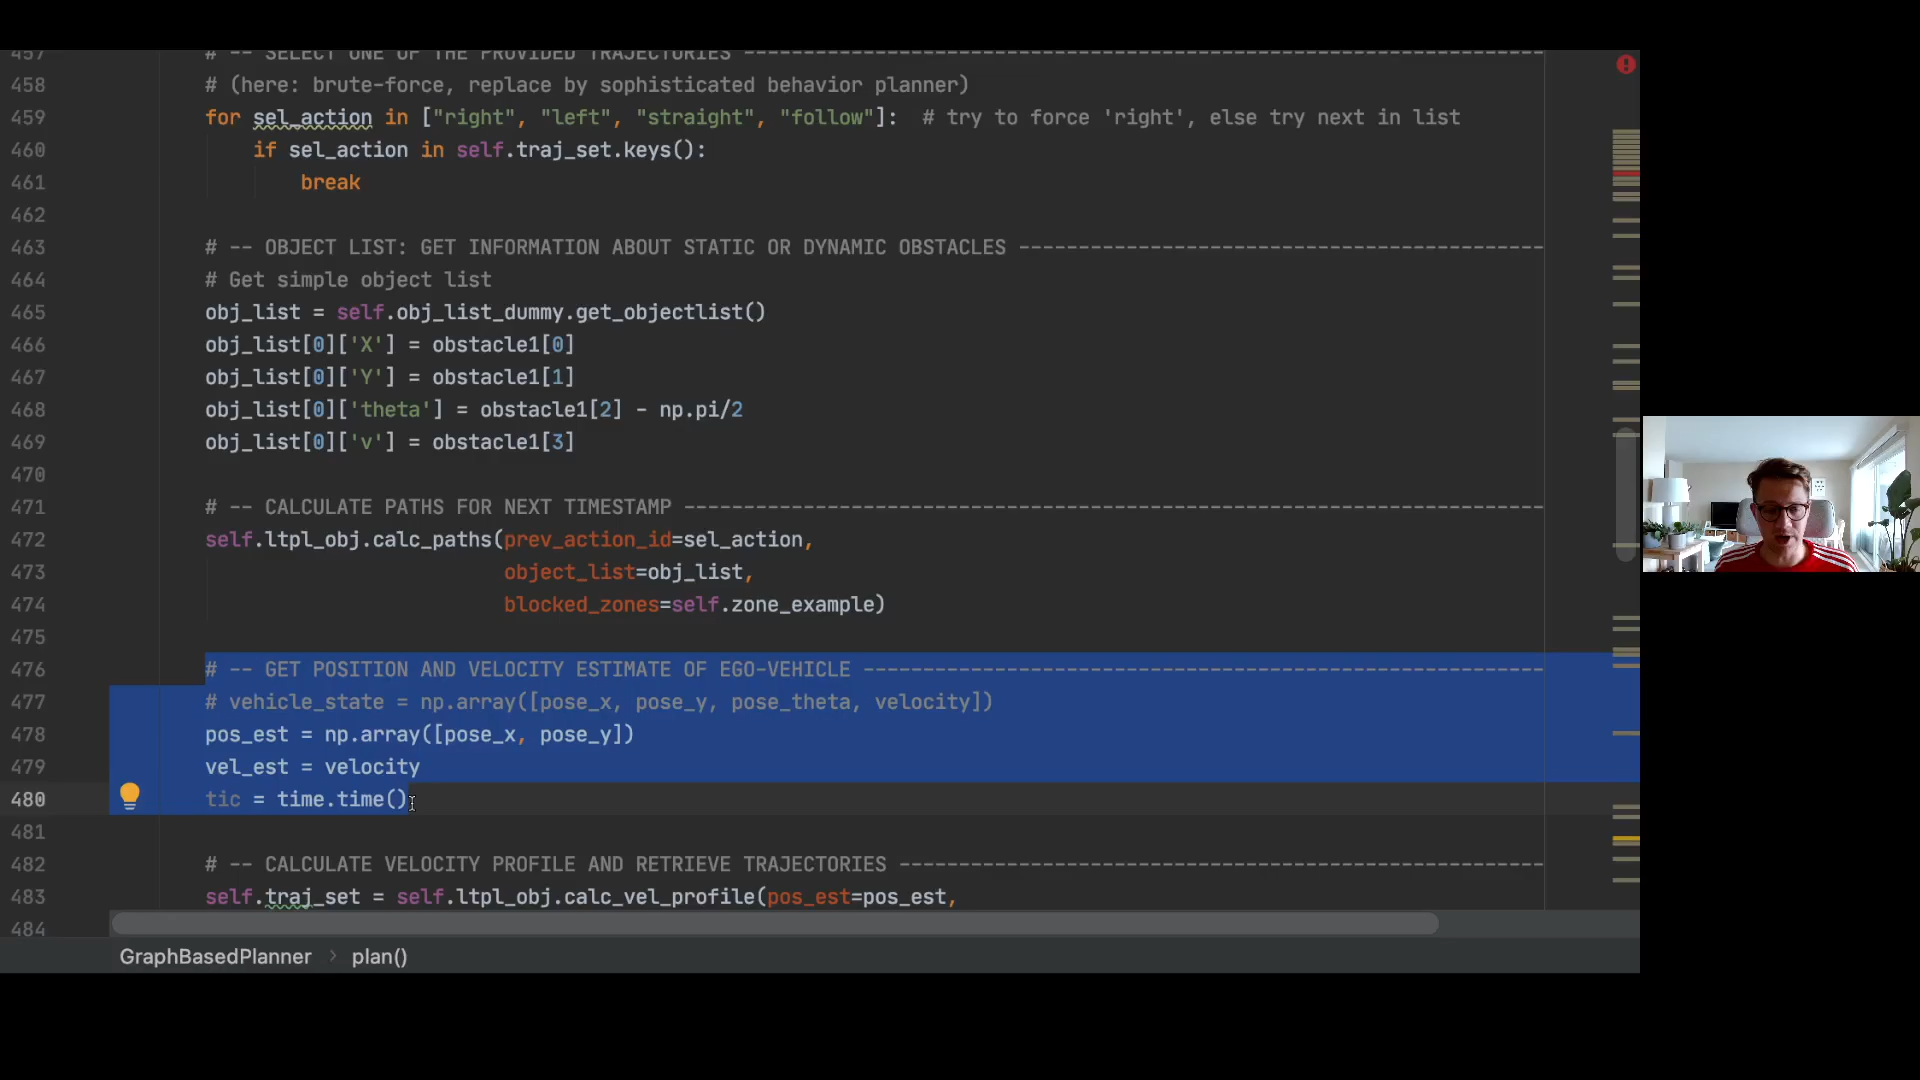 457 # -- SELECT ONE OF THE PROVIDED TRAJECTORIES -------------------------------------------------------------------
458 # (here: brute-force, replace by sophisticated behavior planner)
459 for sel_action in ["right", "left", "straight", "follow"]:  # try to force 'right', else try next in list
460 if sel_action in self.traj_set.keys():
461 break
462
463 # -- OBJECT LIST: GET INFORMATION ABOUT STATIC OR DYNAMIC OBSTACLES --------------------------------------------
464 # Get simple object list
465 obj_list = self.obj_list_dummy.get_objectlist()
466 obj_list[0]['X'] = obstacle1[0]
467 obj_list[0]['Y'] = obstacle1[1]
468 obj_list[0]['theta'] = obstacle1[2] - np.pi/2
469 obj_list[0]['v'] = obstacle1[3]
470
471 # -- CALCULATE PATHS FOR NEXT TIMESTAMP ------------------------------------------------------------------------
472 self.ltpl_obj.calc_paths(prev_action_id=sel_action,
473 object_list=obj_list,
474 blocked_zones=self.zone_example)
475
476 # -- GET POSITION AND VELOCITY ESTIMATE OF EGO-VEHICLE ---------------------------------------------------------
477 # vehicle_state = np.array([pose_x, pose_y, pose_theta, velocity])
478 pos_est = np.array([pose_x, pose_y])
479 vel_est = velocity
480 tic = time.time()
481
482 # -- CALCULATE VELOCITY PROFILE AND RETRIEVE TRAJECTORIES ------------------------------------------------------
483 self.traj_set = self.ltpl_obj.calc_vel_profile(pos_est=pos_est,
484
GraphBasedPlanner › plan()